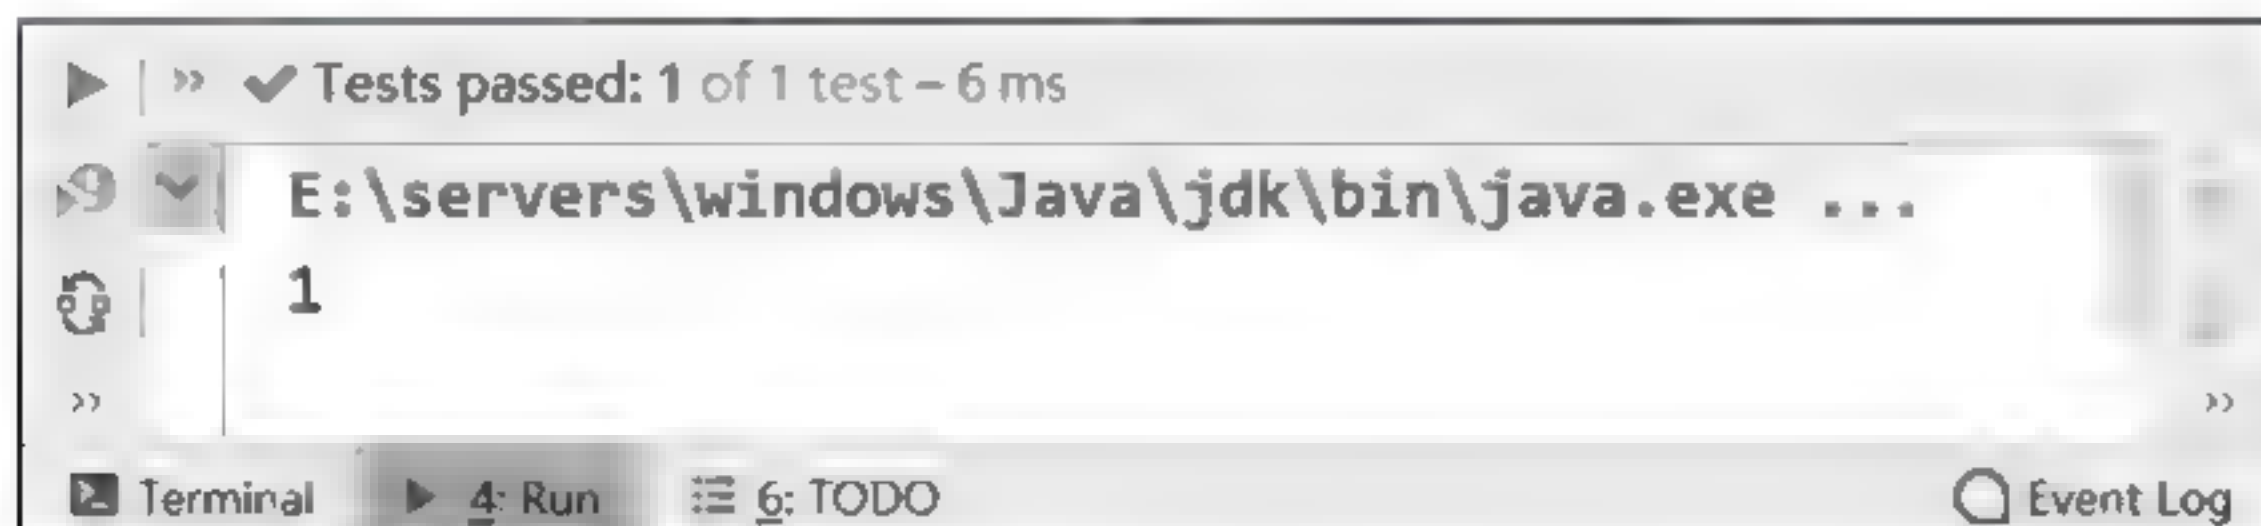 Tests passed: 1 of 1 test – 6 ms
E:\servers\windows\Java\jdk\bin\java.exe ...
1
Terminal 4: Run 6: TODO Event Log